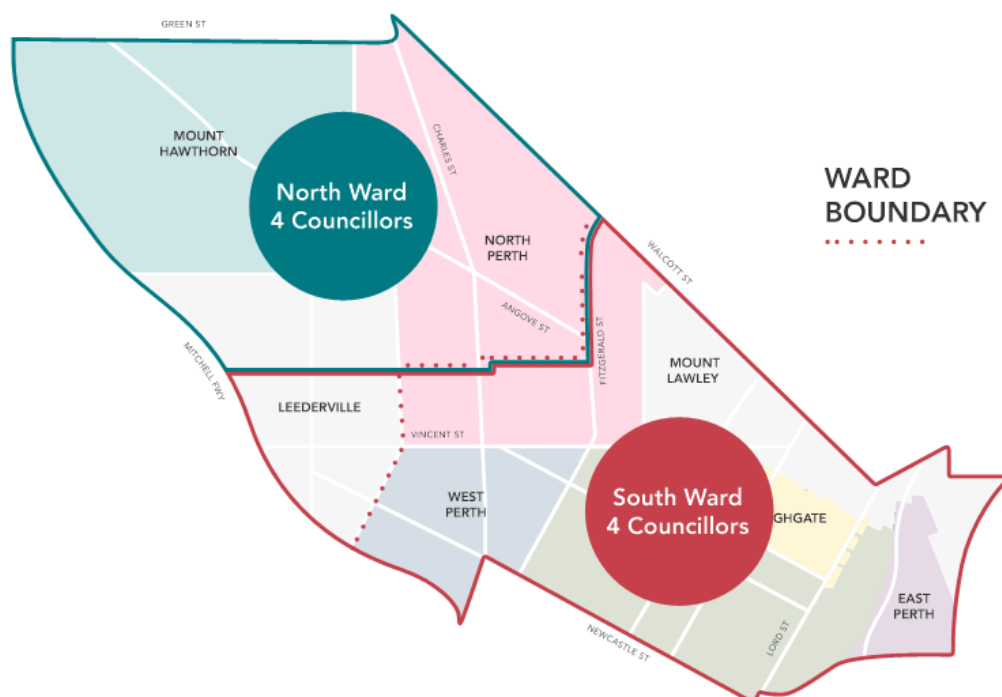 GREEN ST
MOUNT
HAWTHORN
CHARLES ST
North Ward
4 Councillors
WARD
BOUNDARY
NORTH
PERTH
WALCOTT ST
ANGOVE ST
FITZGERALD ST
MITCHELL FWY
MOUNT
LAWLEY
LEEDERVILLE
VINCENT ST
WEST
PERTH
South Ward
4 Councillors
GHGATE
EAST
PERTH
NEWCASTLE ST
LORD ST